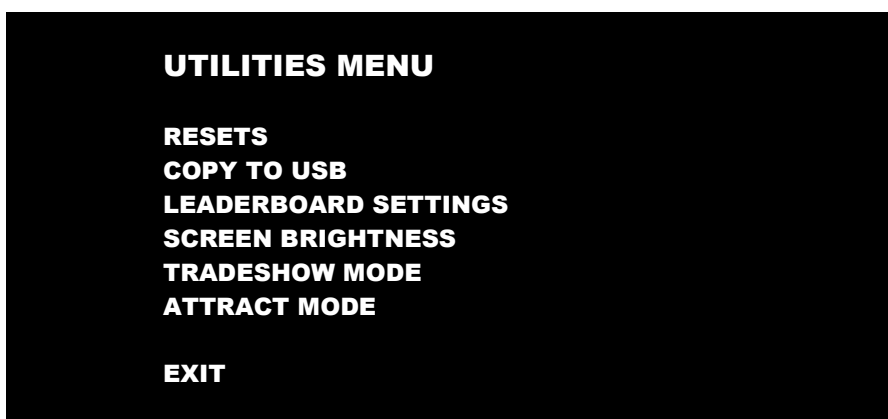 UTILITIES MENU
RESETS
COPY TO USB
LEADERBOARD SETTINGS
SCREEN BRIGHTNESS
TRADESHOW MODE
ATTRACT MODE
EXIT